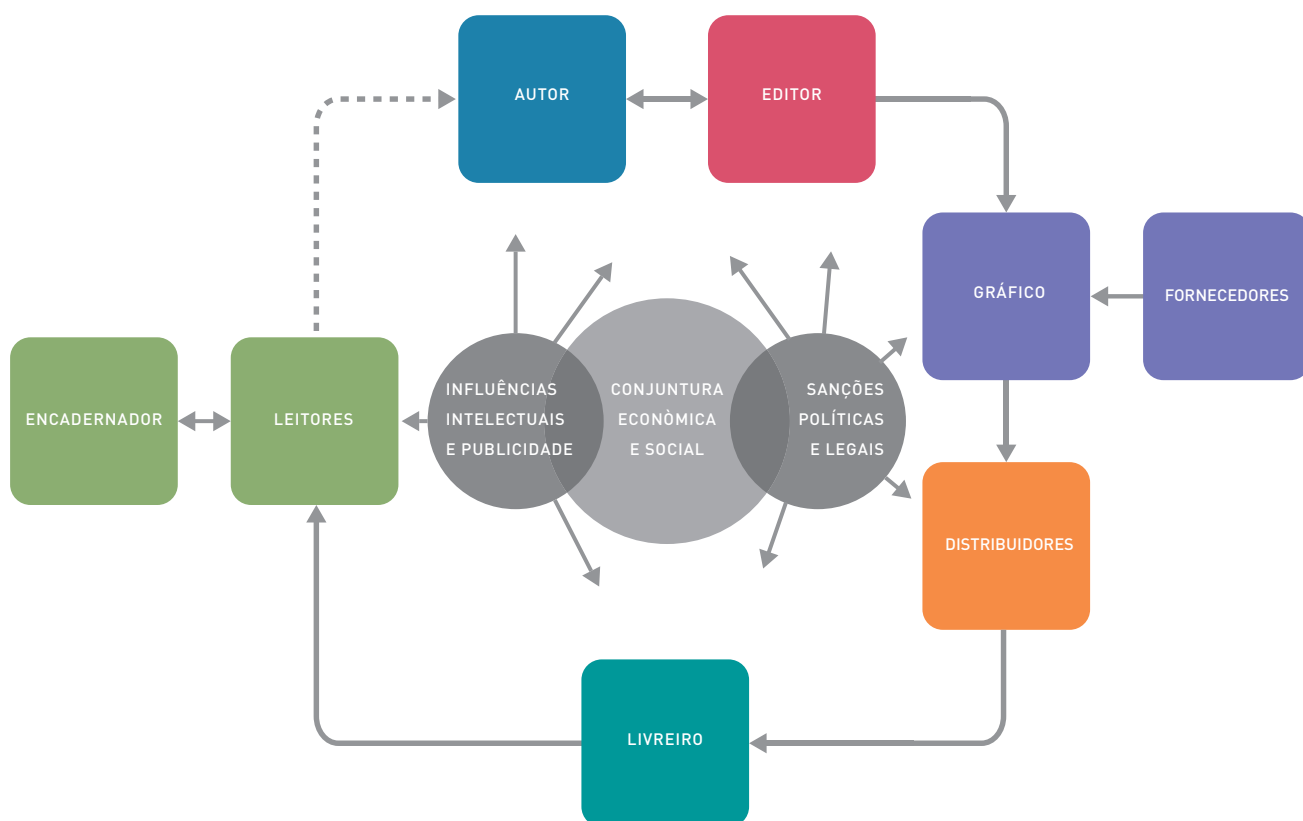 AUTOR
EDITOR
GRÁFICO
FORNECEDORES
ENCADERNADOR
LEITORES
INFLUÊNCIAS
INTELECTUAIS
E PUBLICIDADE
CONJUNTURA
ECONÒMICA
E SOCIAL
SANÇÕES
POLÍTICAS
E LEGAIS
DISTRIBUIDORES
LIVREIRO